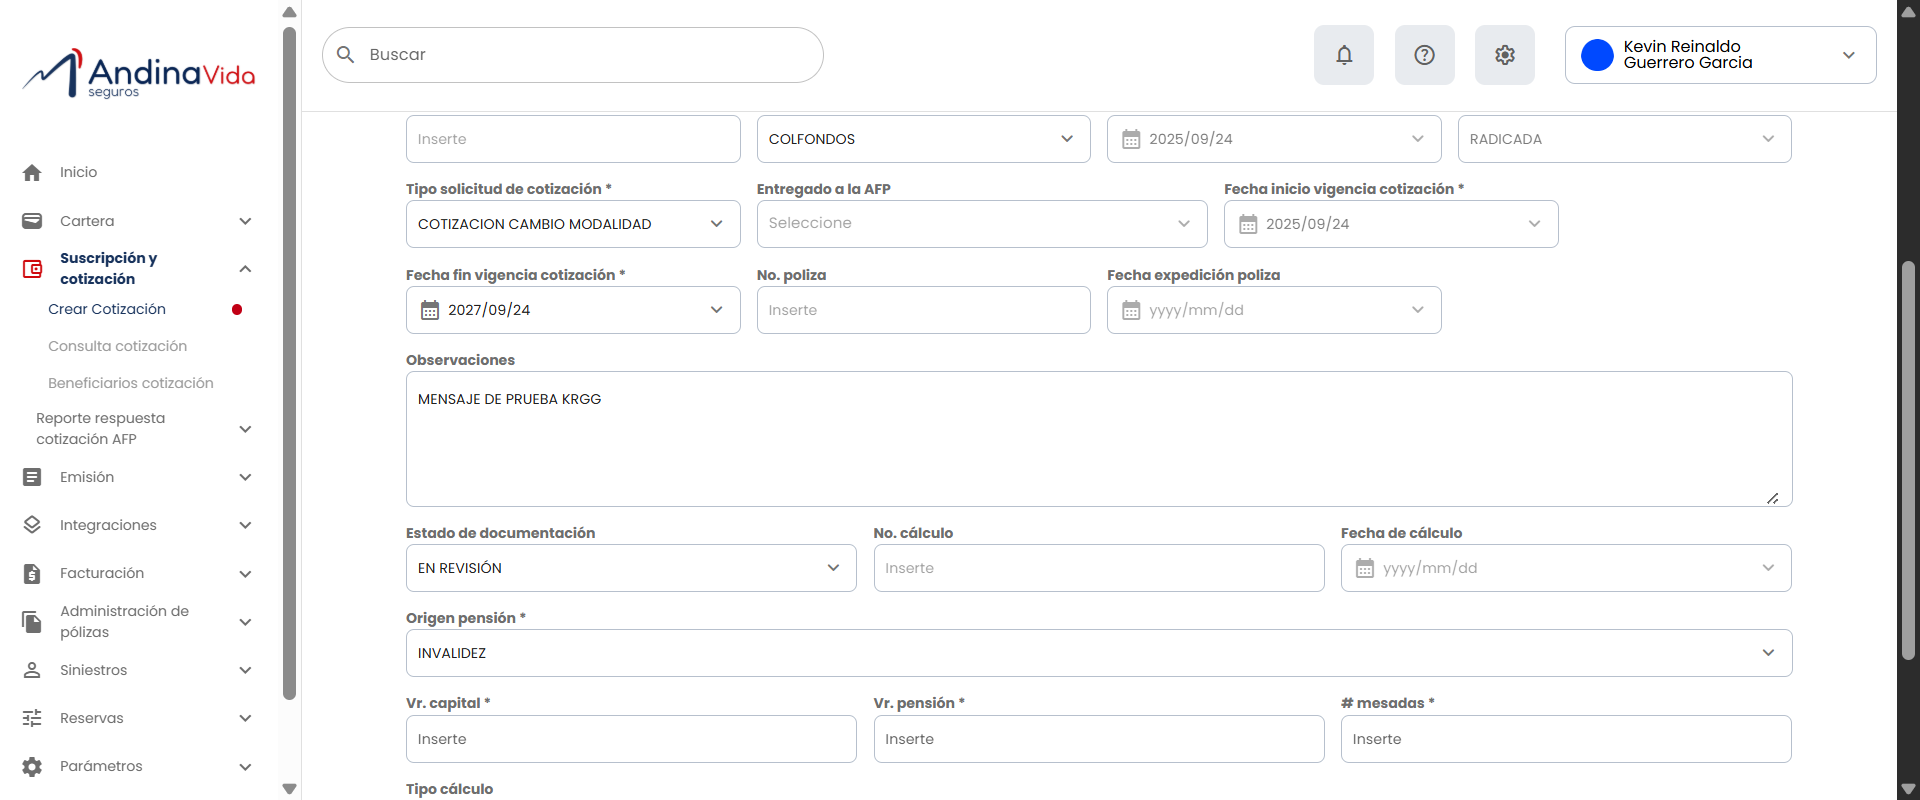 AndinaVida
seguros
Buscar
Kevin Reinaldo
Guerrero Garcia
Inicio
Cartera
Suscripción y
cotización
Crear Cotización
Consulta cotización
Beneficiarios cotización
Reporte respuesta
cotización AFP
Emisión
Integraciones
Facturación
Administración de
pólizas
Siniestros
Reservas
Parámetros
Inserte
COLFONDOS
2025/09/24
RADICADA
Tipo solicitud de cotización *
Entregado a la AFP
Fecha inicio vigencia cotización *
COTIZACION CAMBIO MODALIDAD
Seleccione
2025/09/24
Fecha fin vigencia cotización *
No. poliza
Fecha expedición poliza
2027/09/24
Inserte
yyyy/mm/dd
Observaciones
MENSAJE DE PRUEBA KRGG
Estado de documentación
No. cálculo
Fecha de cálculo
EN REVISIÓN
Inserte
yyyy/mm/dd
Origen pensión *
INVALIDEZ
Vr. capital *
Vr. pensión *
# mesadas *
Inserte
Inserte
Inserte
Tipo cálculo